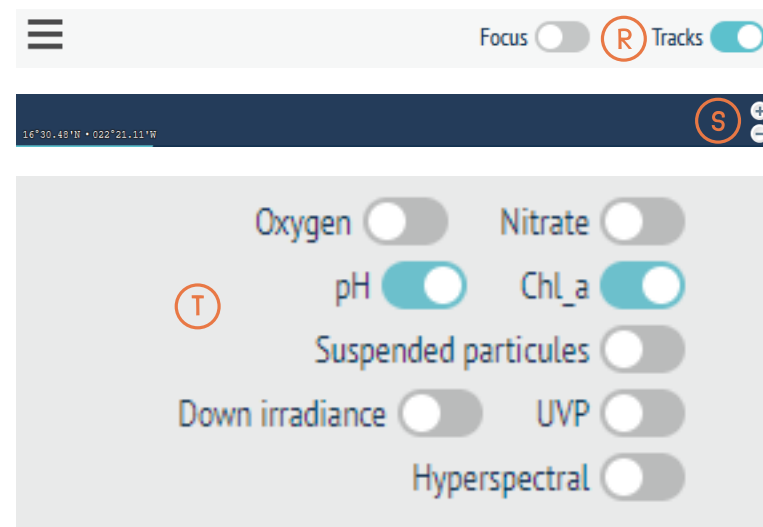 Focus R Tracks
16°30.48'N • 022°21.11'W S + −
Oxygen Nitrate
T pH Chl_a
Suspended particules
Down irradiance UVP
Hyperspectral